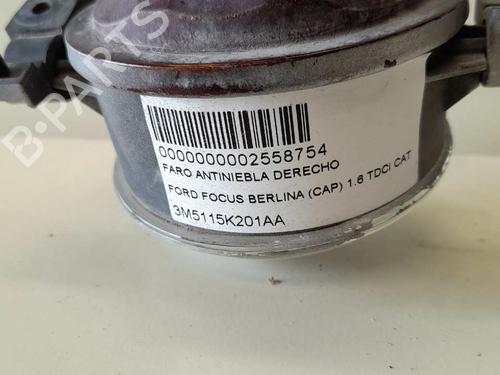 B-PARTS
0000000002558754
FARO ANTINIEBLA DERECHO
FORD FOCUS BERLINA (CAP) 1.6 TDCI CAT
3M5115K201AA